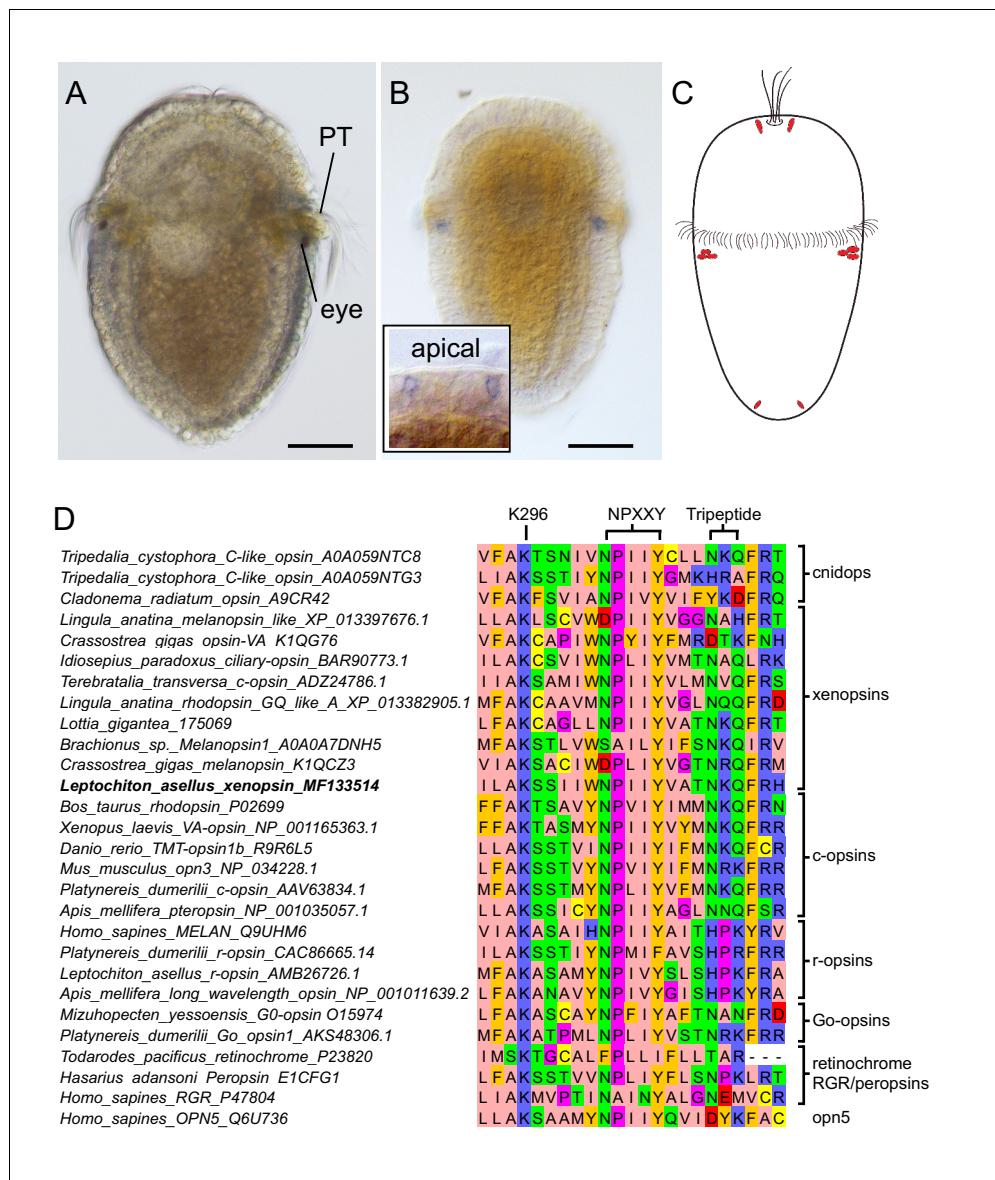 A
B
C
PT
eye
apical
D
K296 NPXXY Tripeptide
Tripedalia_cystophora_C-like_opsin_A0A059NTC8 VFAKTSNIVNPIIYCLLNKQFRT
Tripedalia_cystophora_C-like_opsin_A0A059NTG3 LIAKSSTIYNPIIYGMKHRAFRQ
Cladonema_radiatum_opsin_A9CR42 VFAKFSVIANPIVYVIFYKDFRQ
cnidops
Lingula_anatina_melanopsin_like_XP_013397676.1 LLAKLSCVWDPIIYVGGNAHFRT
Crassostrea_gigas_opsin-VA_K1QG76 VFAKCAPIWNPYIYFMRDTKFNH
Idiosepius_paradoxus_ciliary-opsin_BAR90773.1 ILAKCSVIWNPLIYVMTNAQLRK
Terebratalia_transversa_c-opsin_ADZ24786.1 IIAKSAMIWNPIIYVLMNVQFRS
Lingula_anatina_rhodopsin_GQ_like_A_XP_013382905.1 MFAKCAAVMNPIIYVGLNQQFRD
Lottia_gigantea_175069 LFAKCAGLLNPIIYVATNKQFRT
Brachionus_sp._Melanopsin1_A0A0A7DNH5 MFAKSTLVWSAILYIFSNKQIRV
Crassostrea_gigas_melanopsin_K1QCZ3 VIAKSACIWDPLIYVGTNRQFRM
Leptochiton_asellus_xenopsin_MF133514 ILAKSSIIWNPIIYVATNKQFRH
xenopsins
Bos_taurus_rhodopsin_P02699 FFAKTSAVYNPVIYIMMNKQFRN
Xenopus_laevis_VA-opsin_NP_001165363.1 FFAKTASMYNPIIYVYMNKQFRR
Danio_rerio_TMT-opsin1b_R9R6L5 LLAKSSTVINPIIYIFMNKQFCR
Mus_musculus_opn3_NP_034228.1 LFAKSSTVYNPVIYIFMNRKFRR
Platynereis_dumerilii_c-opsin_AAV63834.1 MFAKSSTMYNPLIYVFMNKQFRR
Apis_mellifera_pteropsin_NP_001035057.1 LLAKSSICYNPIIYAGLNNQFSR
c-opsins
Homo_sapines_MELAN_Q9UHM6 VIAKASAIHNPIIYAITHPKYRV
Platynereis_dumerilii_r-opsin_CAC86665.14 LIAKSSTIYNPMIFAVSHPRFRR
Leptochiton_asellus_r-opsin_AMB26726.1 MFAKASAMYNPIVYSLSHPKFRA
Apis_mellifera_long_wavelength_opsin_NP_001011639.2 LFAKANAVYNPIVYGISHPKYRA
r-opsins
Mizuhopecten_yessoensis_G0-opsin O15974 LFAKASCAYNPFIYAFTNANFRD
Platynereis_dumerilii_Go_opsin1_AKS48306.1 MFAKATPMLNPLIYVSTNRKFRR
Go-opsins
Todarodes_pacificus_retinochrome_P23820 IMSKTGCALFPLLIFLLTAR---
Hasarius_adansoni_Peropsin_E1CFG1 LFAKSSTVVNPLIYFLSNPKLRT
Homo_sapines_RGR_P47804 LIAKMVPTINAINYALGNEMVCR
retinochrome
RGR/peropsins
Homo_sapines_OPN5_Q6U736 LLAKSAAMYNPIIYQVIDYKFAC
opn5